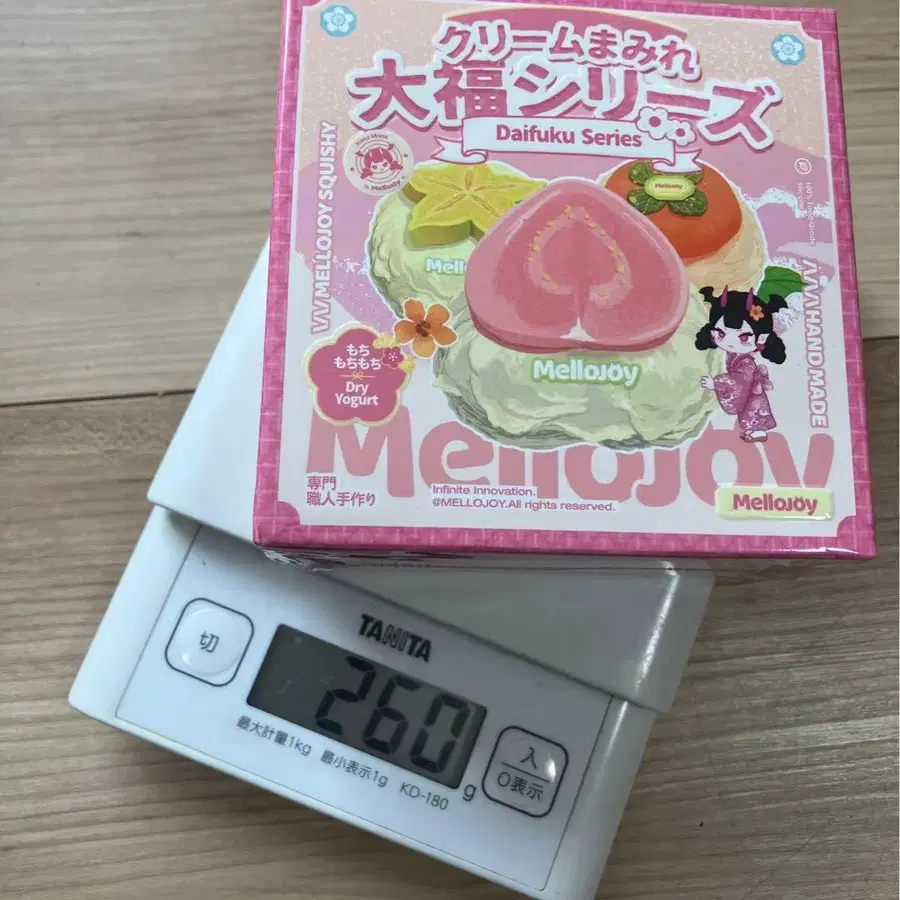 クリームまみれ
大福シリーズ
Daifuku Series
MELLOJOY SQUISHY
MelloJoy
MelloJoy
HAND MADE
もち
もちもち
Dry
Yogurt
MelloJoy
MelloJoy
専門
職人手作り
Infinite Innovation.
@MELLOJOY.All rights reserved.
MelloJoy
TANITA
切
260
g
入
0表示
最大計量1kg 最小表示1g KD-180